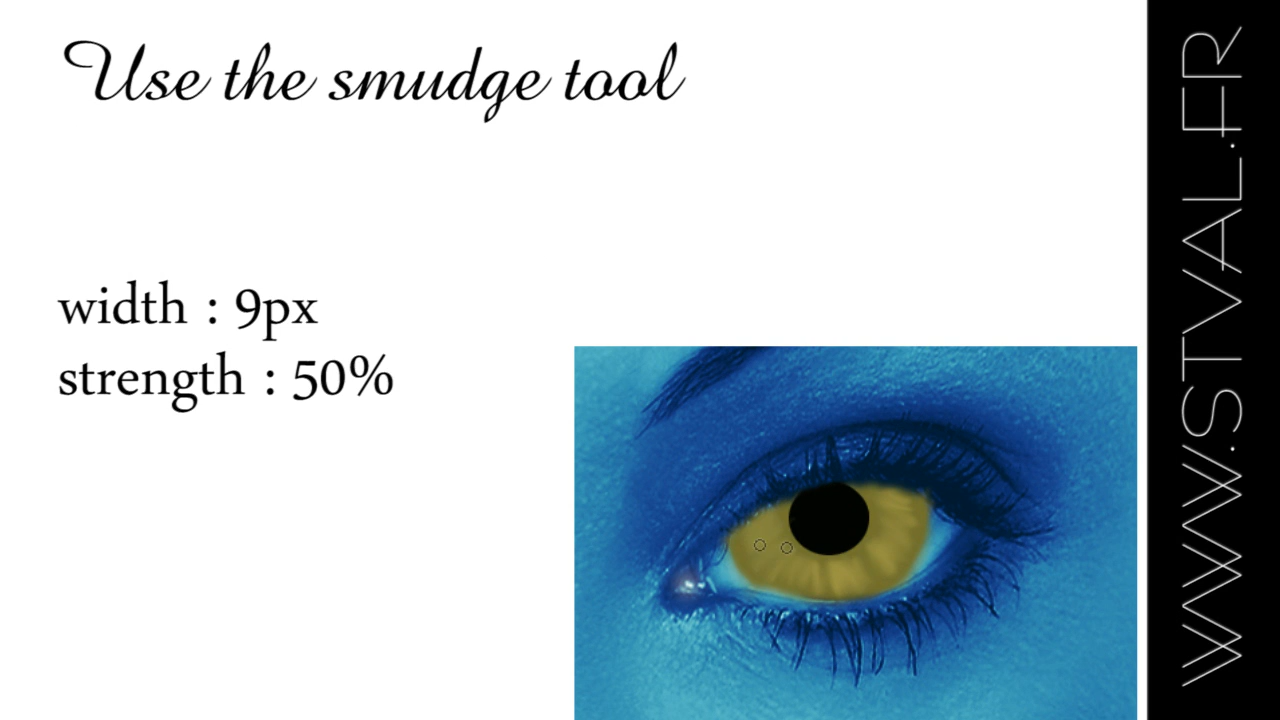 Use the smudge tool
width : 9px
strength : 50%
WWW.STVAL.FR